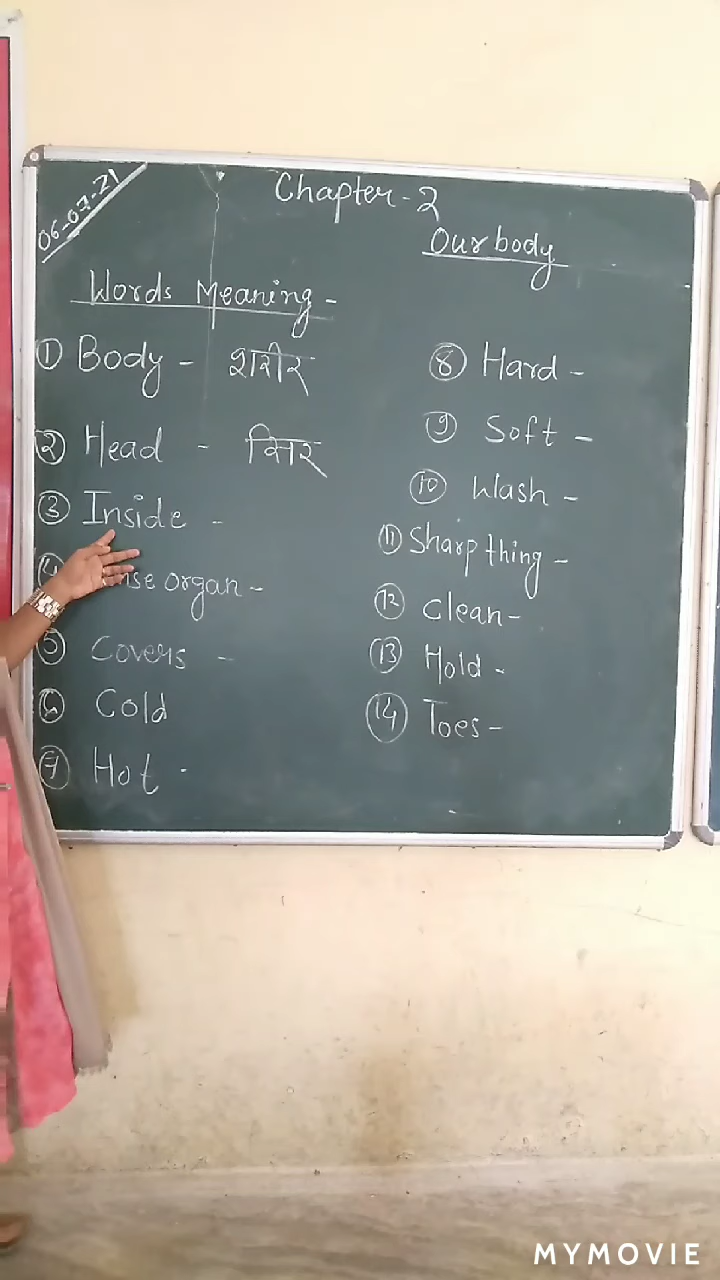 06-07-21
Chapter-2
Our body
Words Meaning -
① Body - शरीर
② Head - सिर
③ Inside -
④ organ -
⑤ Covers -
⑥ Cold
⑦ Hot -
⑧ Hard -
⑨ Soft -
⑩ Wash -
⑪ Sharp thing -
⑫ Clean -
⑬ Hold -
⑭ Toes -
MYMOVIE